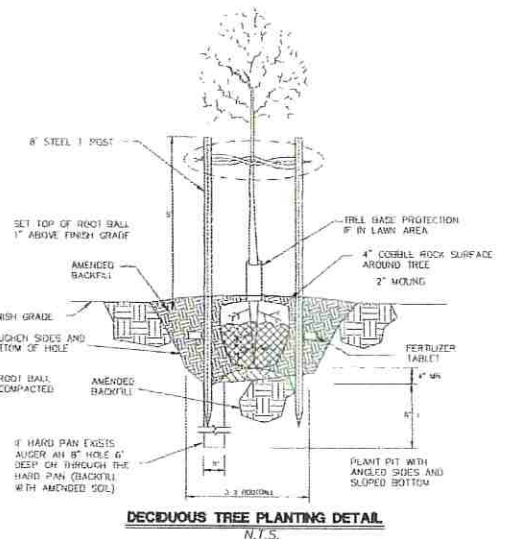 8' STEEL T POST
SET TOP OF ROOT BALL
1" ABOVE FINISH GRADE
AMENDED
BACKFILL
FINISH GRADE
ROUGHEN SIDES AND
BOTTOM OF HOLE
ROOT BALL
COMPACTED
AMENDED
BACKFILL
IF HARD PAN EXISTS
AUGER AN 8" HOLE 6'
DEEP OR THROUGH THE
HARD PAN (BACKFILL
WITH AMENDED SOIL)
TREE BASE PROTECTION
IF IN LAWN AREA
4" COBBLE ROCK SURFACE
AROUND TREE
2" MOUND
FERTILIZER
TABLET
PLANT PIT WITH
ANGLED SIDES AND
SLOPED BOTTOM
DECIDUOUS TREE PLANTING DETAIL
N.T.S.